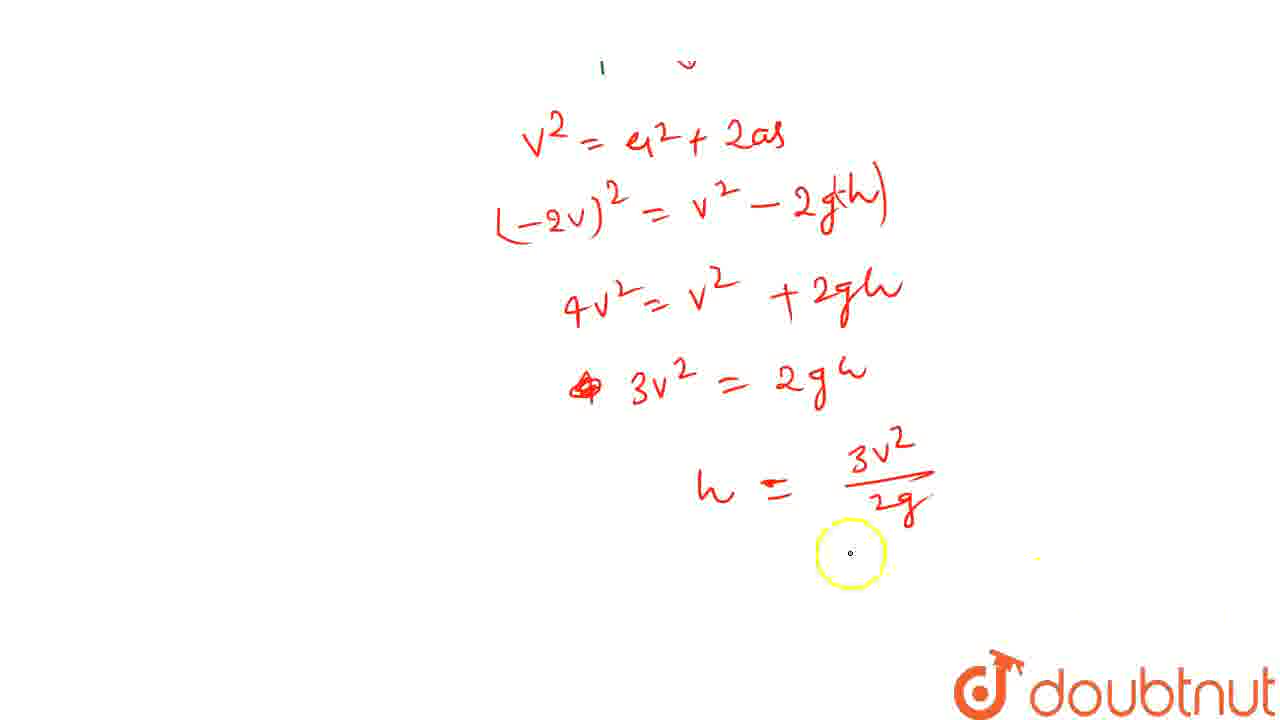 v² = u² + 2as
(-2v)² = v² - 2g(-h)
4v² = v² + 2gh
3v² = 2gh
h = 3v²/2g
doubtnut